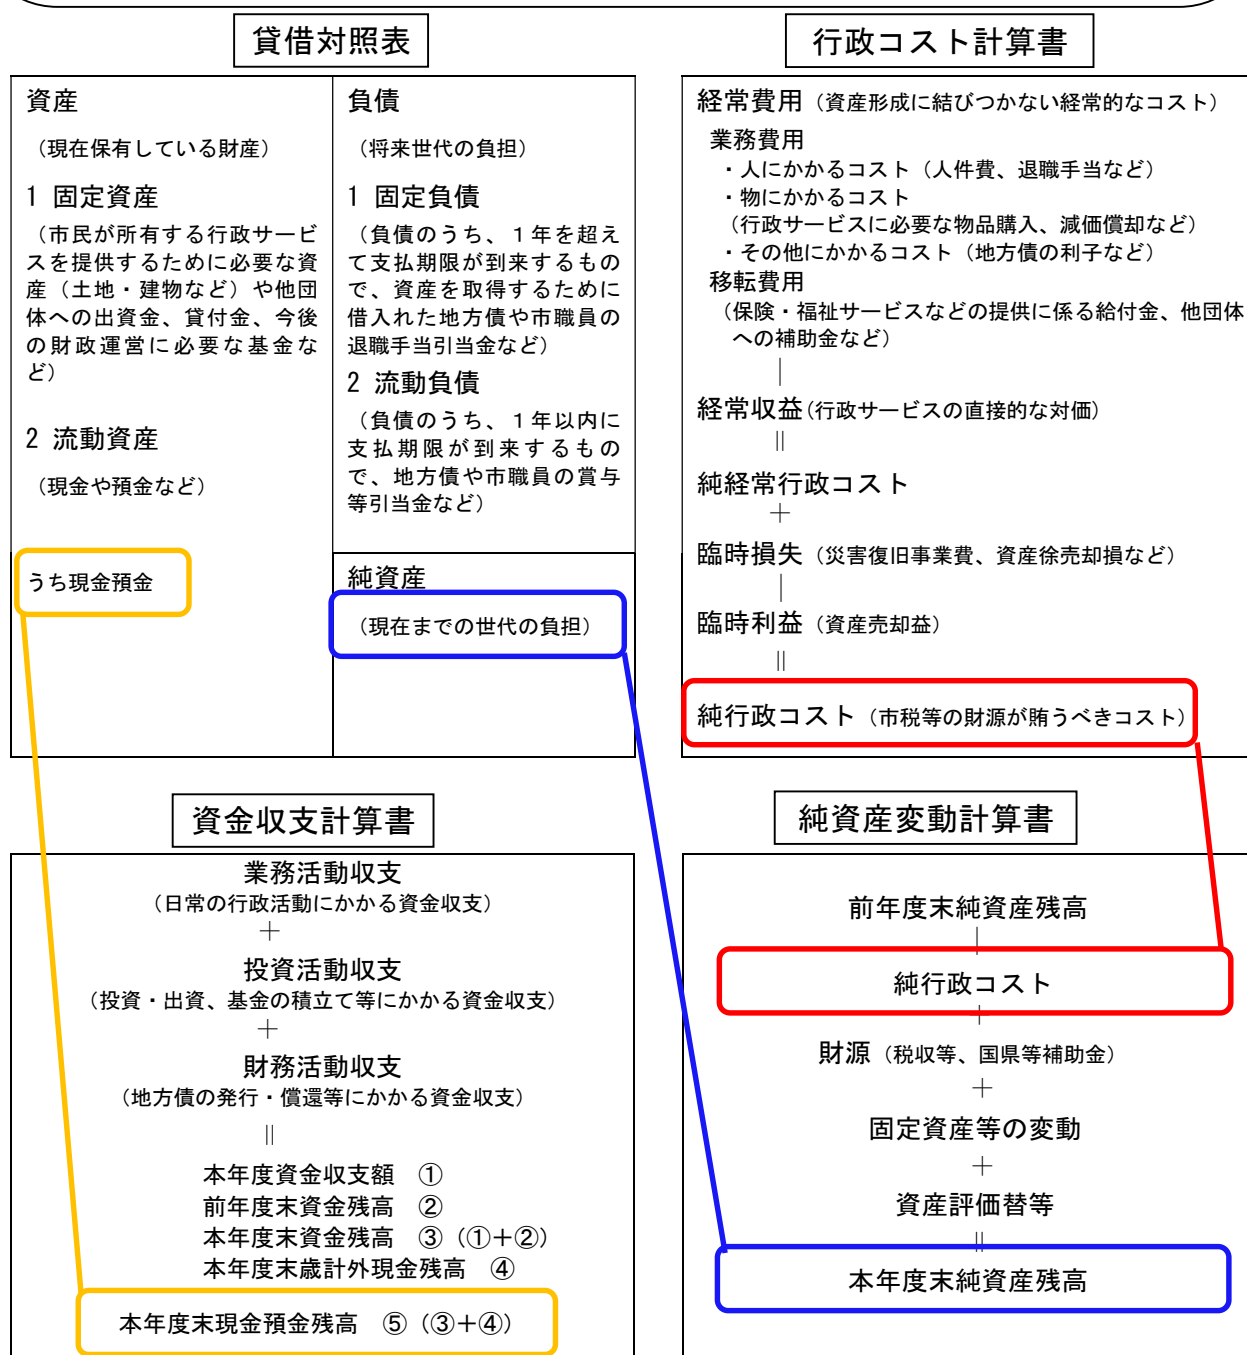 貸借対照表
資産
（現在保有している財産）
1 固定資産
（市民が所有する行政サービ
スを提供するために必要な資
産（土地・建物など）や他団
体への出資金、貸付金、今後
の財政運営に必要な基金な
ど）
2 流動資産
（現金や預金など）
うち現金預金
負債
（将来世代の負担）
1 固定負債
（負債のうち、１年を超え
て支払期限が到来するもの
で、資産を取得するために
借入れた地方債や市職員の
退職手当引当金など）
2 流動負債
（負債のうち、１年以内に
支払期限が到来するもの
で、地方債や市職員の賞与
等引当金など）
純資産
（現在までの世代の負担）
行政コスト計算書
経常費用（資産形成に結びつかない経常的なコスト）
業務費用
・人にかかるコスト（人件費、退職手当など）
・物にかかるコスト
（行政サービスに必要な物品購入、減価償却など）
・その他にかかるコスト（地方債の利子など）
移転費用
（保険・福祉サービスなどの提供に係る給付金、他団体
への補助金など）
｜
経常収益（行政サービスの直接的な対価）
॥
純経常行政コスト
＋
臨時損失（災害復旧事業費、資産徐売却損など）
｜
臨時利益（資産売却益）
॥
純行政コスト（市税等の財源が賄うべきコスト）
資金収支計算書
業務活動収支
（日常の行政活動にかかる資金収支）
＋
投資活動収支
（投資・出資、基金の積立て等にかかる資金収支）
＋
財務活動収支
（地方債の発行・償還等にかかる資金収支）
॥
本年度資金収支額　①
前年度末資金残高　②
本年度末資金残高　③（①＋②）
本年度末歳計外現金残高　④
本年度末現金預金残高　⑤（③＋④）
純資産変動計算書
前年度末純資産残高
｜
純行政コスト
＋
財源（税収等、国県等補助金）
＋
固定資産等の変動
＋
資産評価替等
॥
本年度末純資産残高